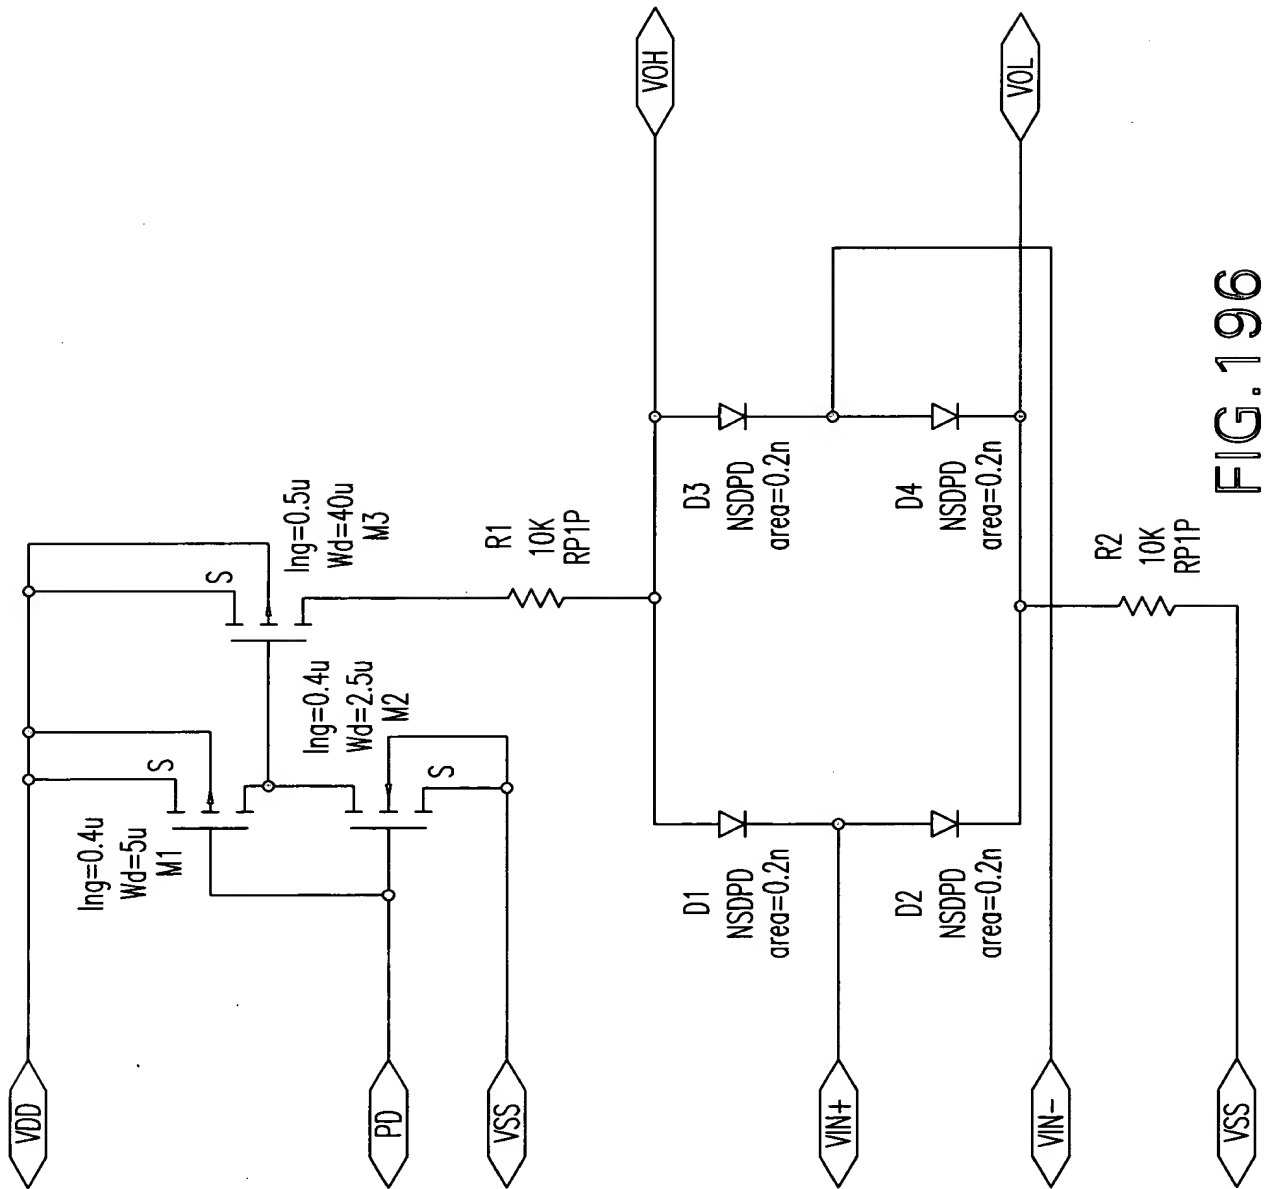 VDD
PD
VSS
VIN+
VIN-
VSS
lng=0.4u
Wd=5u
M1
S
lng=0.4u
Wd=2.5u
M2
S
lng=0.5u
Wd=40u
M3
S
R1
10K
RP1P
D1
NSDPD
area=0.2n
D2
NSDPD
area=0.2n
D3
NSDPD
area=0.2n
D4
NSDPD
area=0.2n
R2
10K
RP1P
VOH
VOL
FIG.196